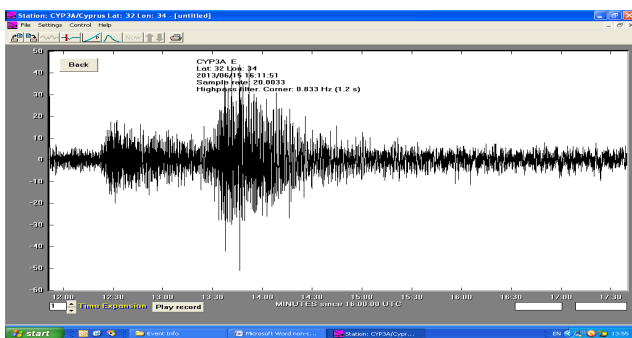 Station: CYP3A/Cyprus Lat: 32 Lon: 34 - [untitled]
File Settings Control Help
Now
Back
CYP3A E
Lat: 32 Lon: 34
2013/06/15 16:11:51
Sample rate: 20.0033
Highpass filter. Corner: 0.833 Hz (1.2 s)
50
40
30
20
10
0
-10
-20
-30
-40
-50
-60
12:00 12:30 13:00 13:30 14:00 14:30 15:00 15:30 16:00 16:30 17:00 17:30
1 Time Expansion Play record MINUTES since 16:00:00 UTC
start Event Info Microsoft Word non-c... Station: CYP3A/Cypr... EN 13:55